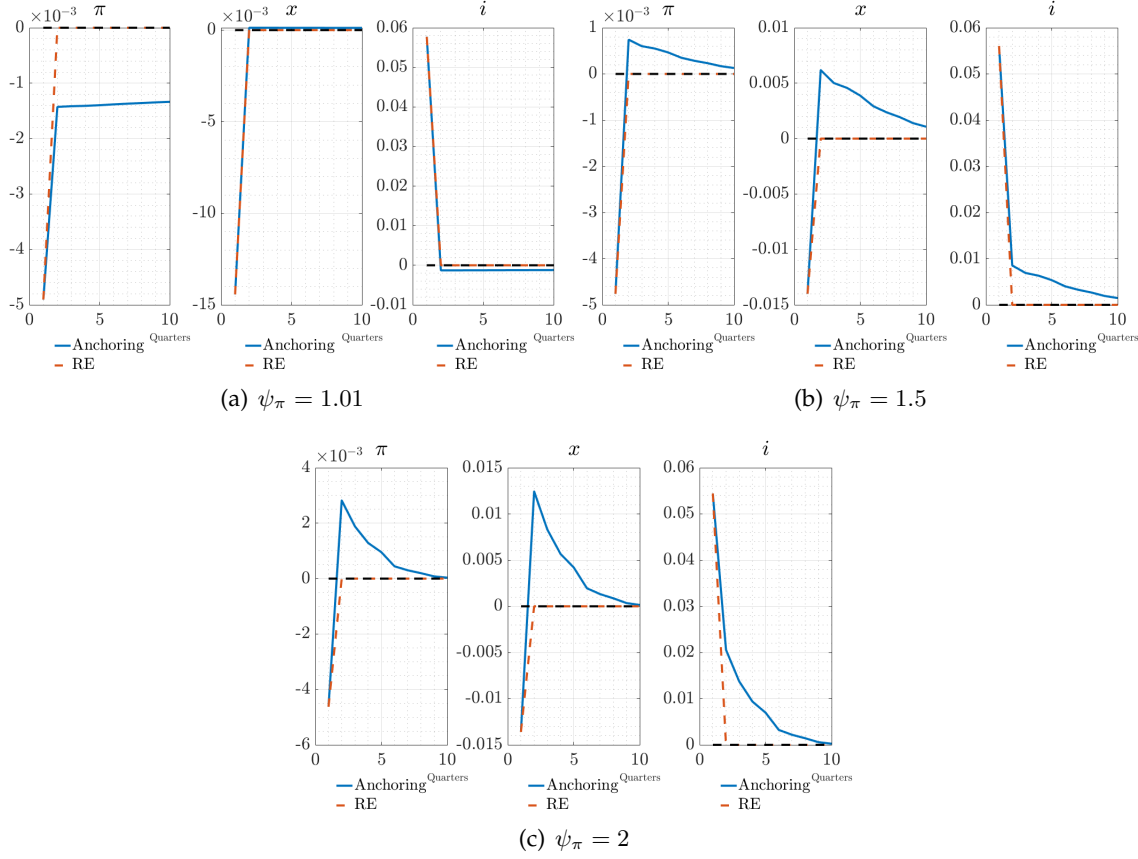 ×10⁻³ π
0
-1
-2
-3
-4
-5
0 5 10
Quarters
Anchoring
RE
×10⁻³ x
0
-5
-10
-15
0 5 10
Quarters
Anchoring
RE
i
0.06
0.05
0.04
0.03
0.02
0.01
0
-0.01
0 5 10
Quarters
Anchoring
RE
(a) ψπ = 1.01
×10⁻³ π
1
0
-1
-2
-3
-4
-5
0 5 10
Quarters
Anchoring
RE
x
0.01
0.005
0
-0.005
-0.01
-0.015
0 5 10
Quarters
Anchoring
RE
i
0.06
0.05
0.04
0.03
0.02
0.01
0
0 5 10
Quarters
Anchoring
RE
(b) ψπ = 1.5
×10⁻³ π
4
2
0
-2
-4
-6
0 5 10
Quarters
Anchoring
RE
x
0.015
0.01
0.005
0
-0.005
-0.01
-0.015
0 5 10
Quarters
Anchoring
RE
i
0.06
0.05
0.04
0.03
0.02
0.01
0
0 5 10
Quarters
Anchoring
RE
(c) ψπ = 2